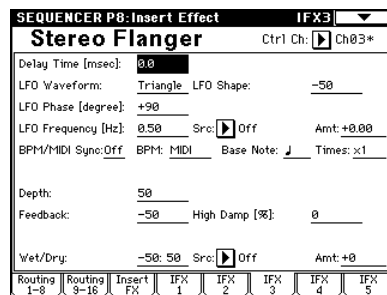 SEQUENCER P8:Insert Effect IFX3
Stereo Flanger Ctrl Ch: Ch03*
Delay Time [msec]: 0.0
LFO Waveform: Triangle LFO Shape: -50
LFO Phase [degree]: +90
LFO Frequency [Hz]: 0.50 Src: Off Amt: +0.00
BPM/MIDI Sync: Off BPM: MIDI Base Note: ♩ Times: x1
Depth: 50
Feedback: -50 High Damp [%]: 0
Wet/Dry: -50: 50 Src: Off Amt: +0
Routing 1-8 Routing 9-16 Insert FX IFX 1 IFX 2 IFX 3 IFX 4 IFX 5